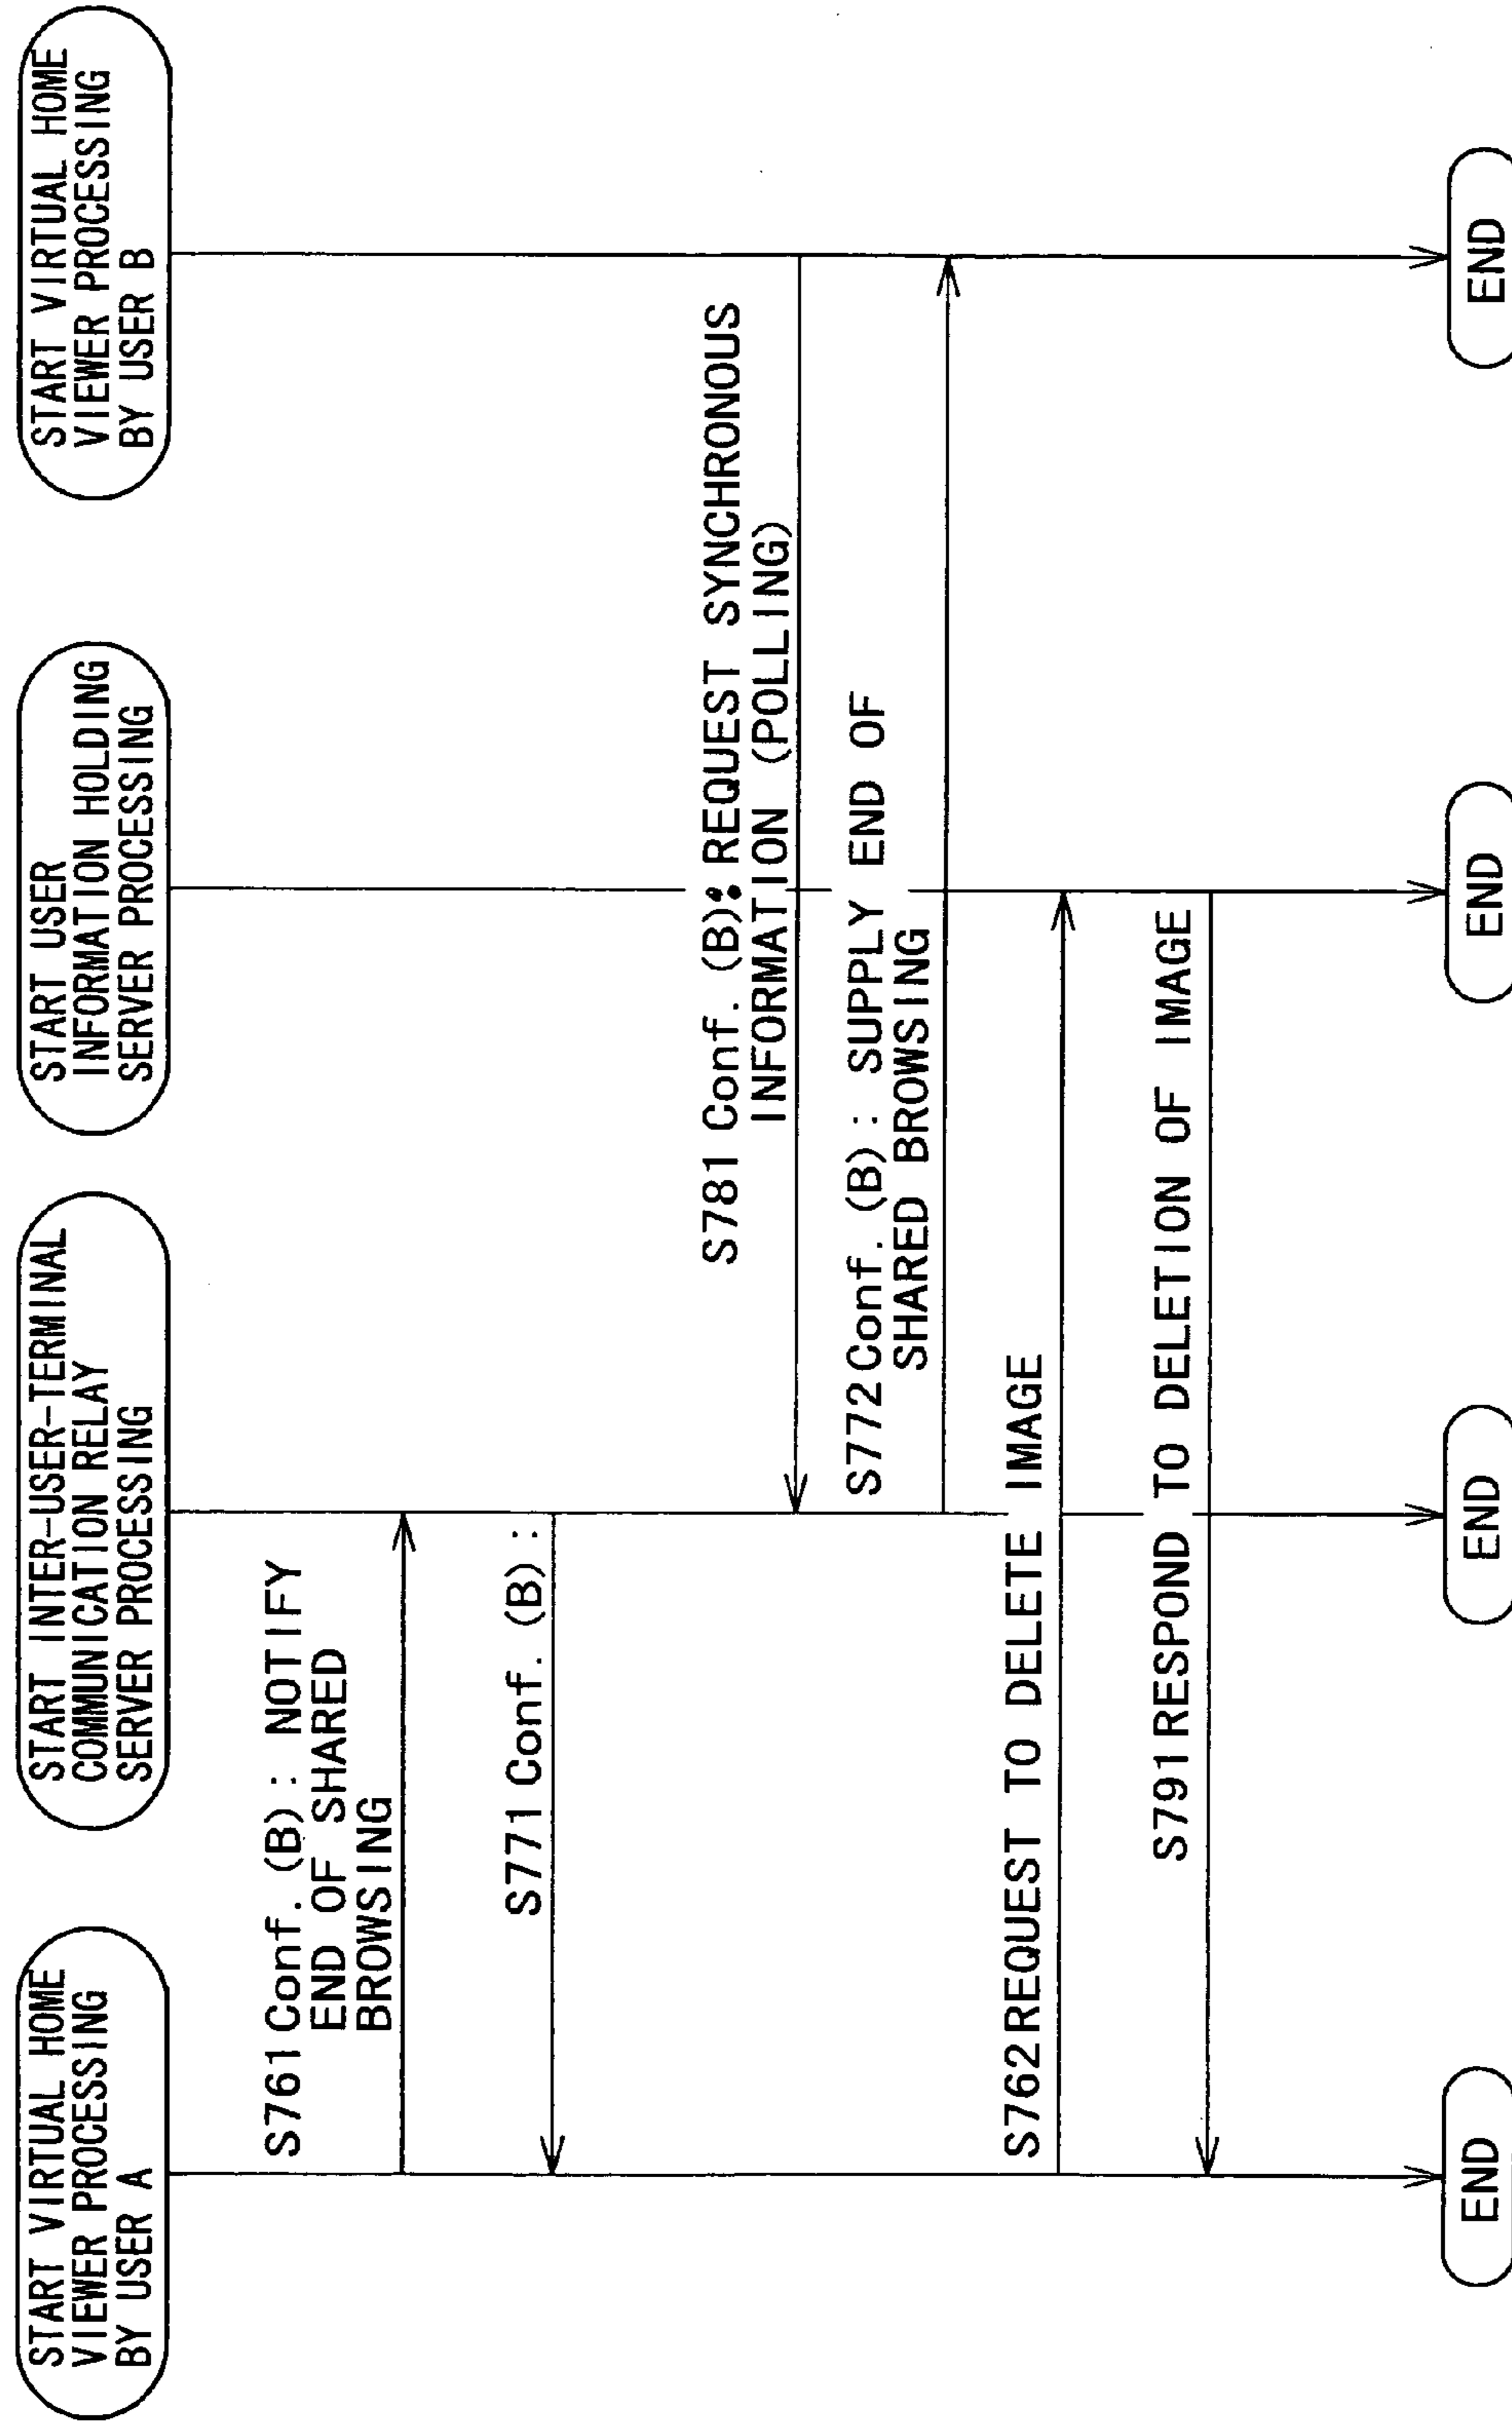 START VIRTUAL HOME
VIEWER PROCESSING
BY USER A
START INTER-USER-TERMINAL
COMMUNICATION RELAY
SERVER PROCESSING
START USER
INFORMATION HOLDING
SERVER PROCESSING
START VIRTUAL HOME
VIEWER PROCESSING
BY USER B
S761 Conf. (B) : NOTIFY
END OF SHARED
BROWSING
S771 Conf. (B) :
S781 Conf. (B): REQUEST SYNCHRONOUS
INFORMATION (POLLING)
S772 Conf. (B) : SUPPLY END OF
SHARED BROWSING
S762 REQUEST TO DELETE IMAGE
S791 RESPOND TO DELETION OF IMAGE
END
END
END
END